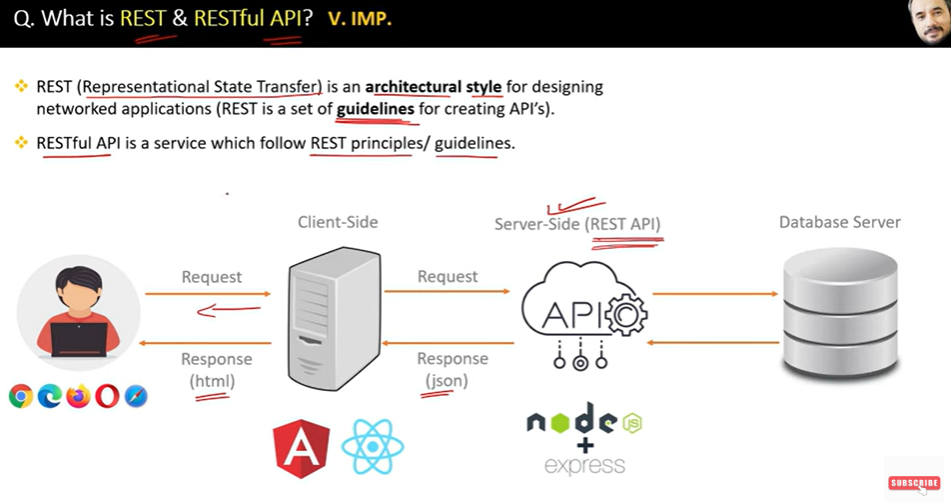 Q. What is REST & RESTful API? V. IMP.
REST (Representational State Transfer) is an architectural style for designing
networked applications (REST is a set of guidelines for creating API's).
RESTful API is a service which follow REST principles/ guidelines.
Client-Side
Server-Side (REST API)
Database Server
Request
Request
API
Response
(html)
Response
(json)
A
node
JS
+
express
SUBSCRIBE